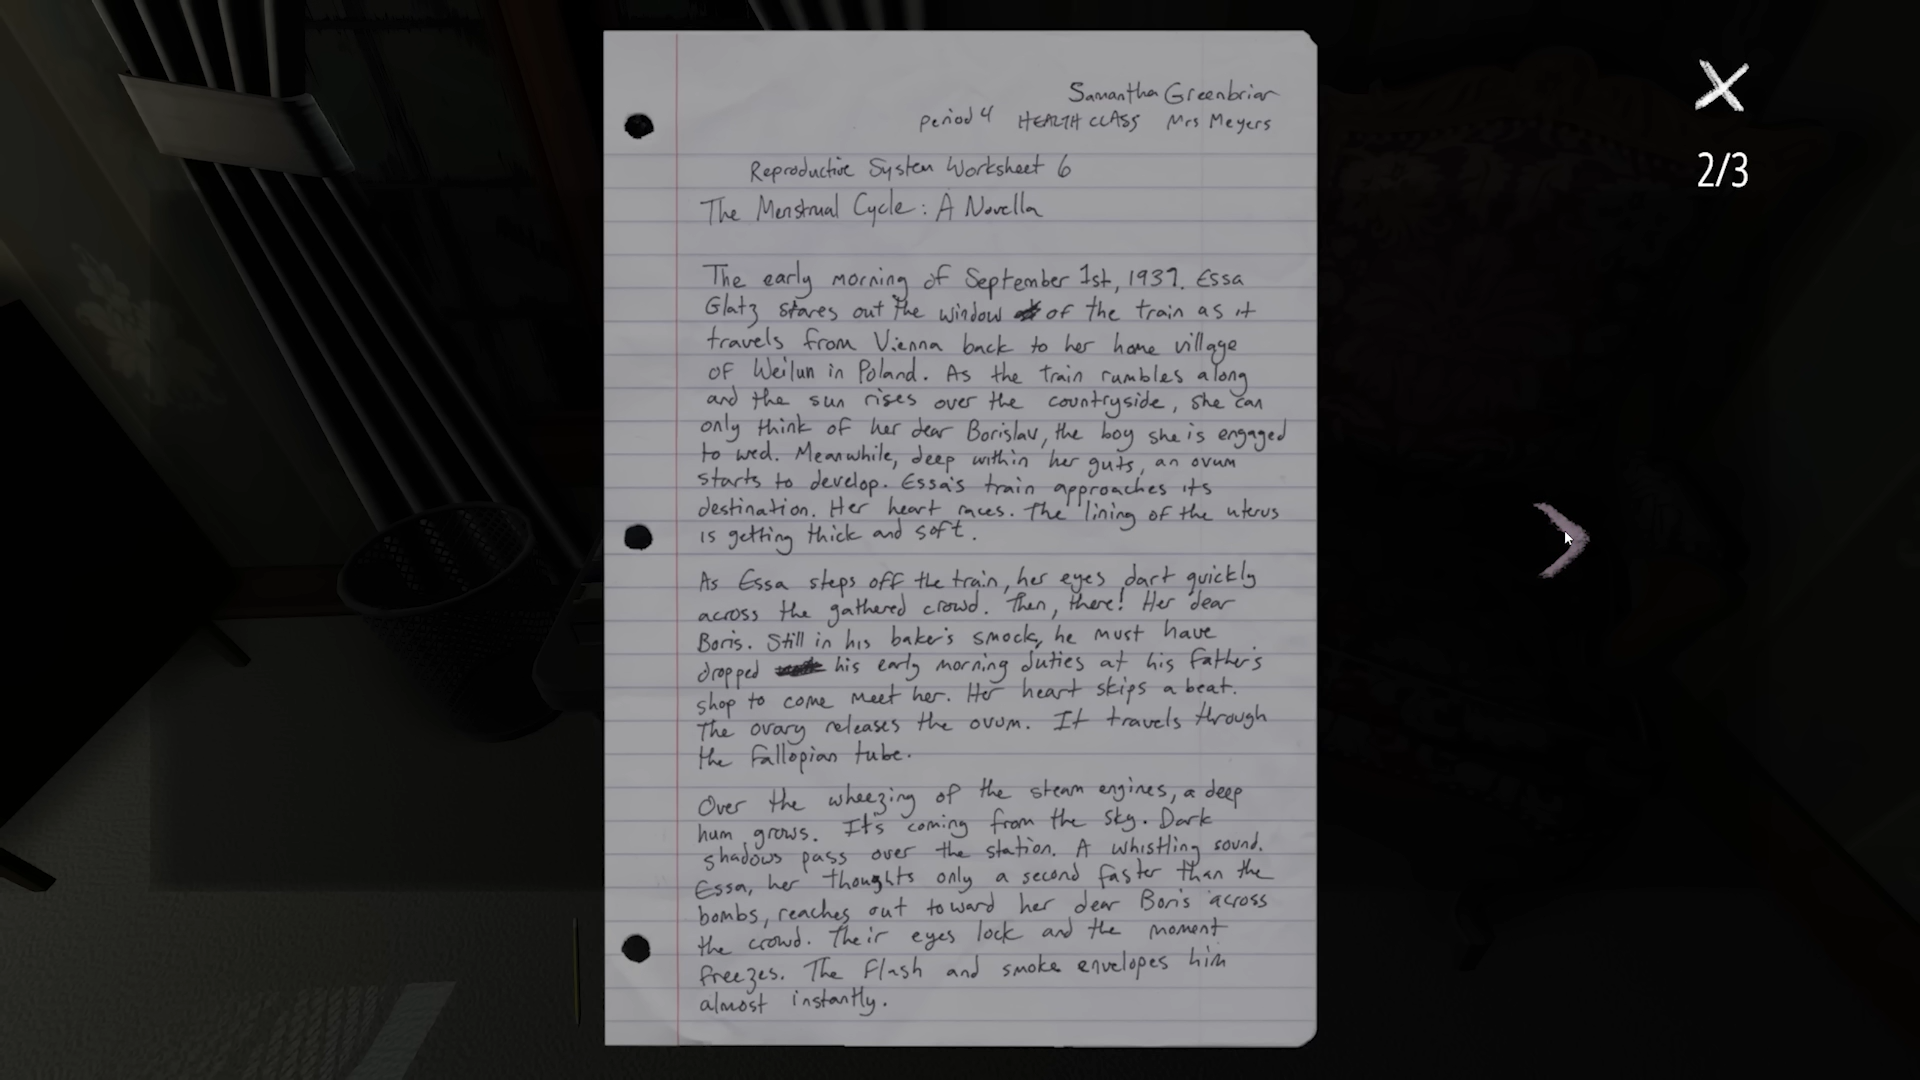 Samantha Greenbriar
period 4 HEALTH CLASS Mrs Meyers
Reproductive System Worksheet 6
The Menstrual Cycle: A Novella
The early morning of September 1st, 1939. Essa
Glatz stares out the window of the train as it
travels from Vienna back to her home village
of Weilun in Poland. As the train rumbles along
and the sun rises over the countryside, she can
only think of her dear Borislav, the boy she is engaged
to wed. Meanwhile, deep within her guts, an ovum
starts to develop. Essa's train approaches its
destination. Her heart races. The lining of the uterus
is getting thick and soft.
As Essa steps off the train, her eyes dart quickly
across the gathered crowd. Then, there! Her dear
Boris. Still in his baker's smock, he must have
dropped his early morning duties at his father's
shop to come meet her. Her heart skips a beat.
The ovary releases the ovum. It travels through
the fallopian tube.
Over the wheezing of the steam engines, a deep
hum grows. It's coming from the sky. Dark
shadows pass over the station. A whistling sound.
Essa, her thoughts only a second faster than the
bombs, reaches out toward her dear Boris across
the crowd. Their eyes lock and the moment
freezes. The flash and smoke envelopes him
almost instantly.
2/3